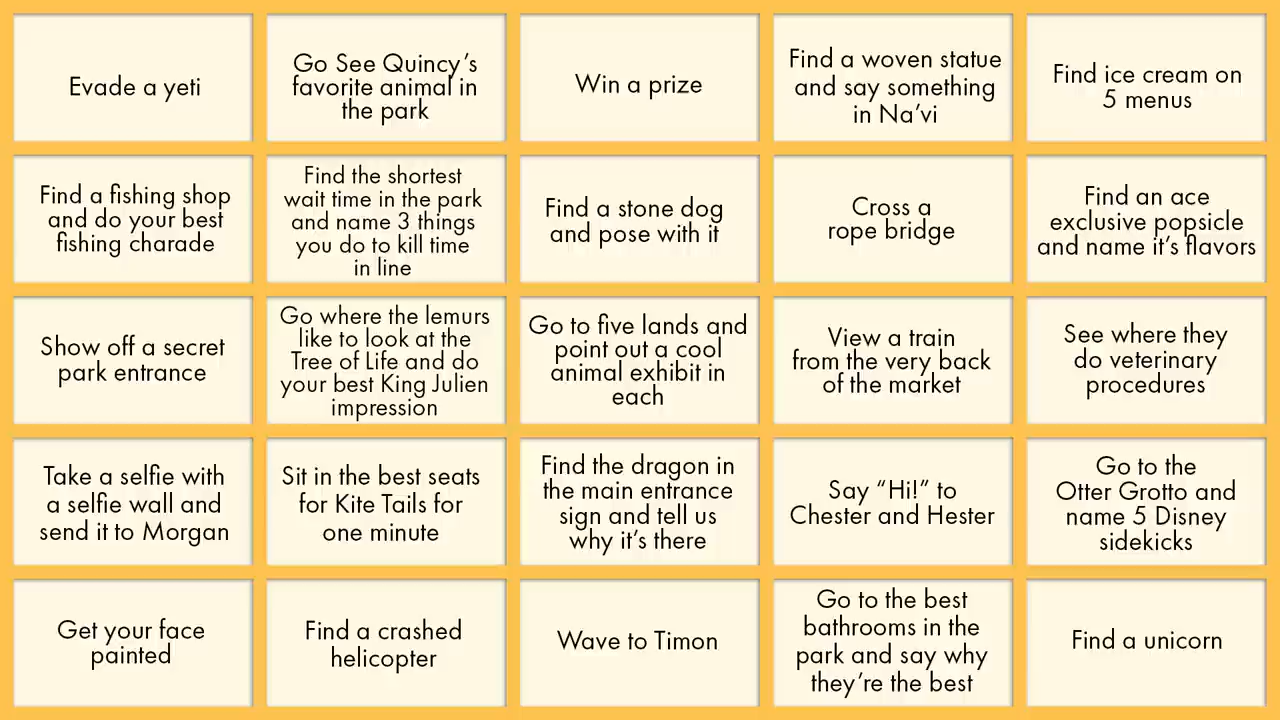 Evade a yeti
Go See Quincy's
favorite animal in
the park
Win a prize
Find a woven statue
and say something
in Na'vi
Find ice cream on
5 menus
Find a fishing shop
and do your best
fishing charade
Find the shortest
wait time in the park
and name 3 things
you do to kill time
in line
Find a stone dog
and pose with it
Cross a
rope bridge
Find an ace
exclusive popsicle
and name it's flavors
Show off a secret
park entrance
Go where the lemurs
like to look at the
Tree of Life and do
your best King Julien
impression
Go to five lands and
point out a cool
animal exhibit in
each
View a train
from the very back
of the market
See where they
do veterinary
procedures
Take a selfie with
a selfie wall and
send it to Morgan
Sit in the best seats
for Kite Tails for
one minute
Find the dragon in
the main entrance
sign and tell us
why it's there
Say “Hi!” to
Chester and Hester
Go to the
Otter Grotto and
name 5 Disney
sidekicks
Get your face
painted
Find a crashed
helicopter
Wave to Timon
Go to the best
bathrooms in the
park and say why
they're the best
Find a unicorn